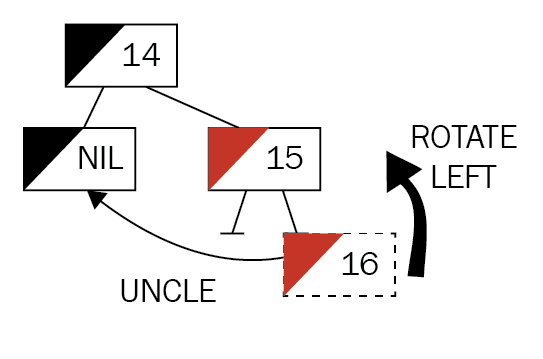 14
NIL
15
ROTATE
LEFT
16
UNCLE